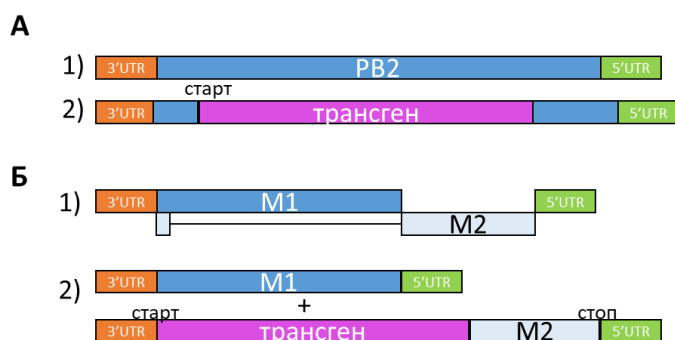 А
1) 3'UTR PB2 5'UTR
старт
2) 3'UTR трансген 5'UTR
Б
1) 3'UTR M1 5'UTR
M2
2) 3'UTR M1 5'UTR
+
старт стоп
3'UTR трансген M2 5'UTR